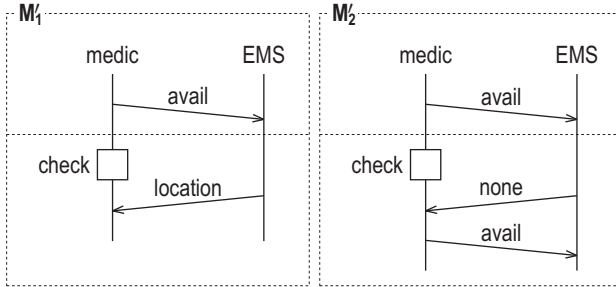 M′1
medic EMS
avail
check
location
M′2
medic EMS
avail
check
none
avail